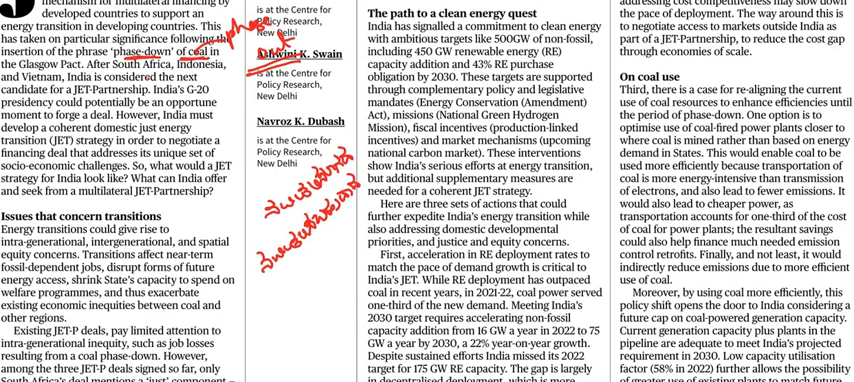 mechanism for multilateral financing by
developed countries to support an
energy transition in developing countries. This
has taken on particular significance following the
insertion of the phrase ‘phase-down’ of coal in
the Glasgow Pact. After South Africa, Indonesia,
and Vietnam, India is considered the next
candidate for a JET-Partnership. India’s G-20
presidency could potentially be an opportune
moment to forge a deal. However, India must
develop a coherent domestic just energy
transition (JET) strategy in order to negotiate a
financing deal that addresses its unique set of
socio-economic challenges. So, what would a JET
strategy for India look like? What can India offer
and seek from a multilateral JET-Partnership?
Issues that concern transitions
Energy transitions could give rise to
intra-generational, intergenerational, and spatial
equity concerns. Transitions affect near-term
fossil-dependent jobs, disrupt forms of future
energy access, shrink State’s capacity to spend on
welfare programmes, and thus exacerbate
existing economic inequities between coal and
other regions.
Existing JET-P deals, pay limited attention to
intra-generational inequity, such as job losses
resulting from a coal phase-down. However,
among the three JET-P deals signed so far, only
South Africa’s deal mentions a ‘just’ component –
is at the Centre for
Policy Research,
New Delhi
phase
out
Ashwini K. Swain
is at the Centre for
Policy Research,
New Delhi
Navroz K. Dubash
is at the Centre for
Policy Research,
New Delhi
The path to a clean energy quest
India has signalled a commitment to clean energy
with ambitious targets like 500GW of non-fossil,
including 450 GW renewable energy (RE)
capacity addition and 43% RE purchase
obligation by 2030. These targets are supported
through complementary policy and legislative
mandates (Energy Conservation (Amendment)
Act), missions (National Green Hydrogen
Mission), fiscal incentives (production-linked
incentives) and market mechanisms (upcoming
national carbon market). These interventions
show India’s serious efforts at energy transition,
but additional supplementary measures are
needed for a coherent JET strategy.
Here are three sets of actions that could
further expedite India’s energy transition while
also addressing domestic developmental
priorities, and justice and equity concerns.
First, acceleration in RE deployment rates to
match the pace of demand growth is critical to
India’s JET. While RE deployment has outpaced
coal in recent years, in 2021-22, coal power served
one-third of the new demand. Meeting India’s
2030 target requires accelerating non-fossil
capacity addition from 16 GW a year in 2022 to 75
GW a year by 2030, a 22% year-on-year growth.
Despite sustained efforts India missed its 2022
target for 175 GW RE capacity. The gap is largely
in decentralised deployment, which is more
addressing cost competitiveness may slow down
the pace of deployment. The way around this is
to negotiate access to markets outside India as
part of a JET-Partnership, to reduce the cost gap
through economies of scale.
On coal use
Third, there is a case for re-aligning the current
use of coal resources to enhance efficiencies until
the period of phase-down. One option is to
optimise use of coal-fired power plants closer to
where coal is mined rather than based on energy
demand in States. This would enable coal to be
used more efficiently because transportation of
coal is more energy-intensive than transmission
of electrons, and also lead to fewer emissions. It
would also lead to cheaper power, as
transportation accounts for one-third of the cost
of coal for power plants; the resultant savings
could also help finance much needed emission
control retrofits. Finally, and not least, it would
indirectly reduce emissions due to more efficient
use of coal.
Moreover, by using coal more efficiently, this
policy shift opens the door to India considering a
future cap on coal-powered generation capacity.
Current generation capacity plus plants in the
pipeline are adequate to meet India’s projected
requirement in 2030. Low capacity utilisation
factor (58% in 2022) further allows the possibility
of greater use of existing plants to match future